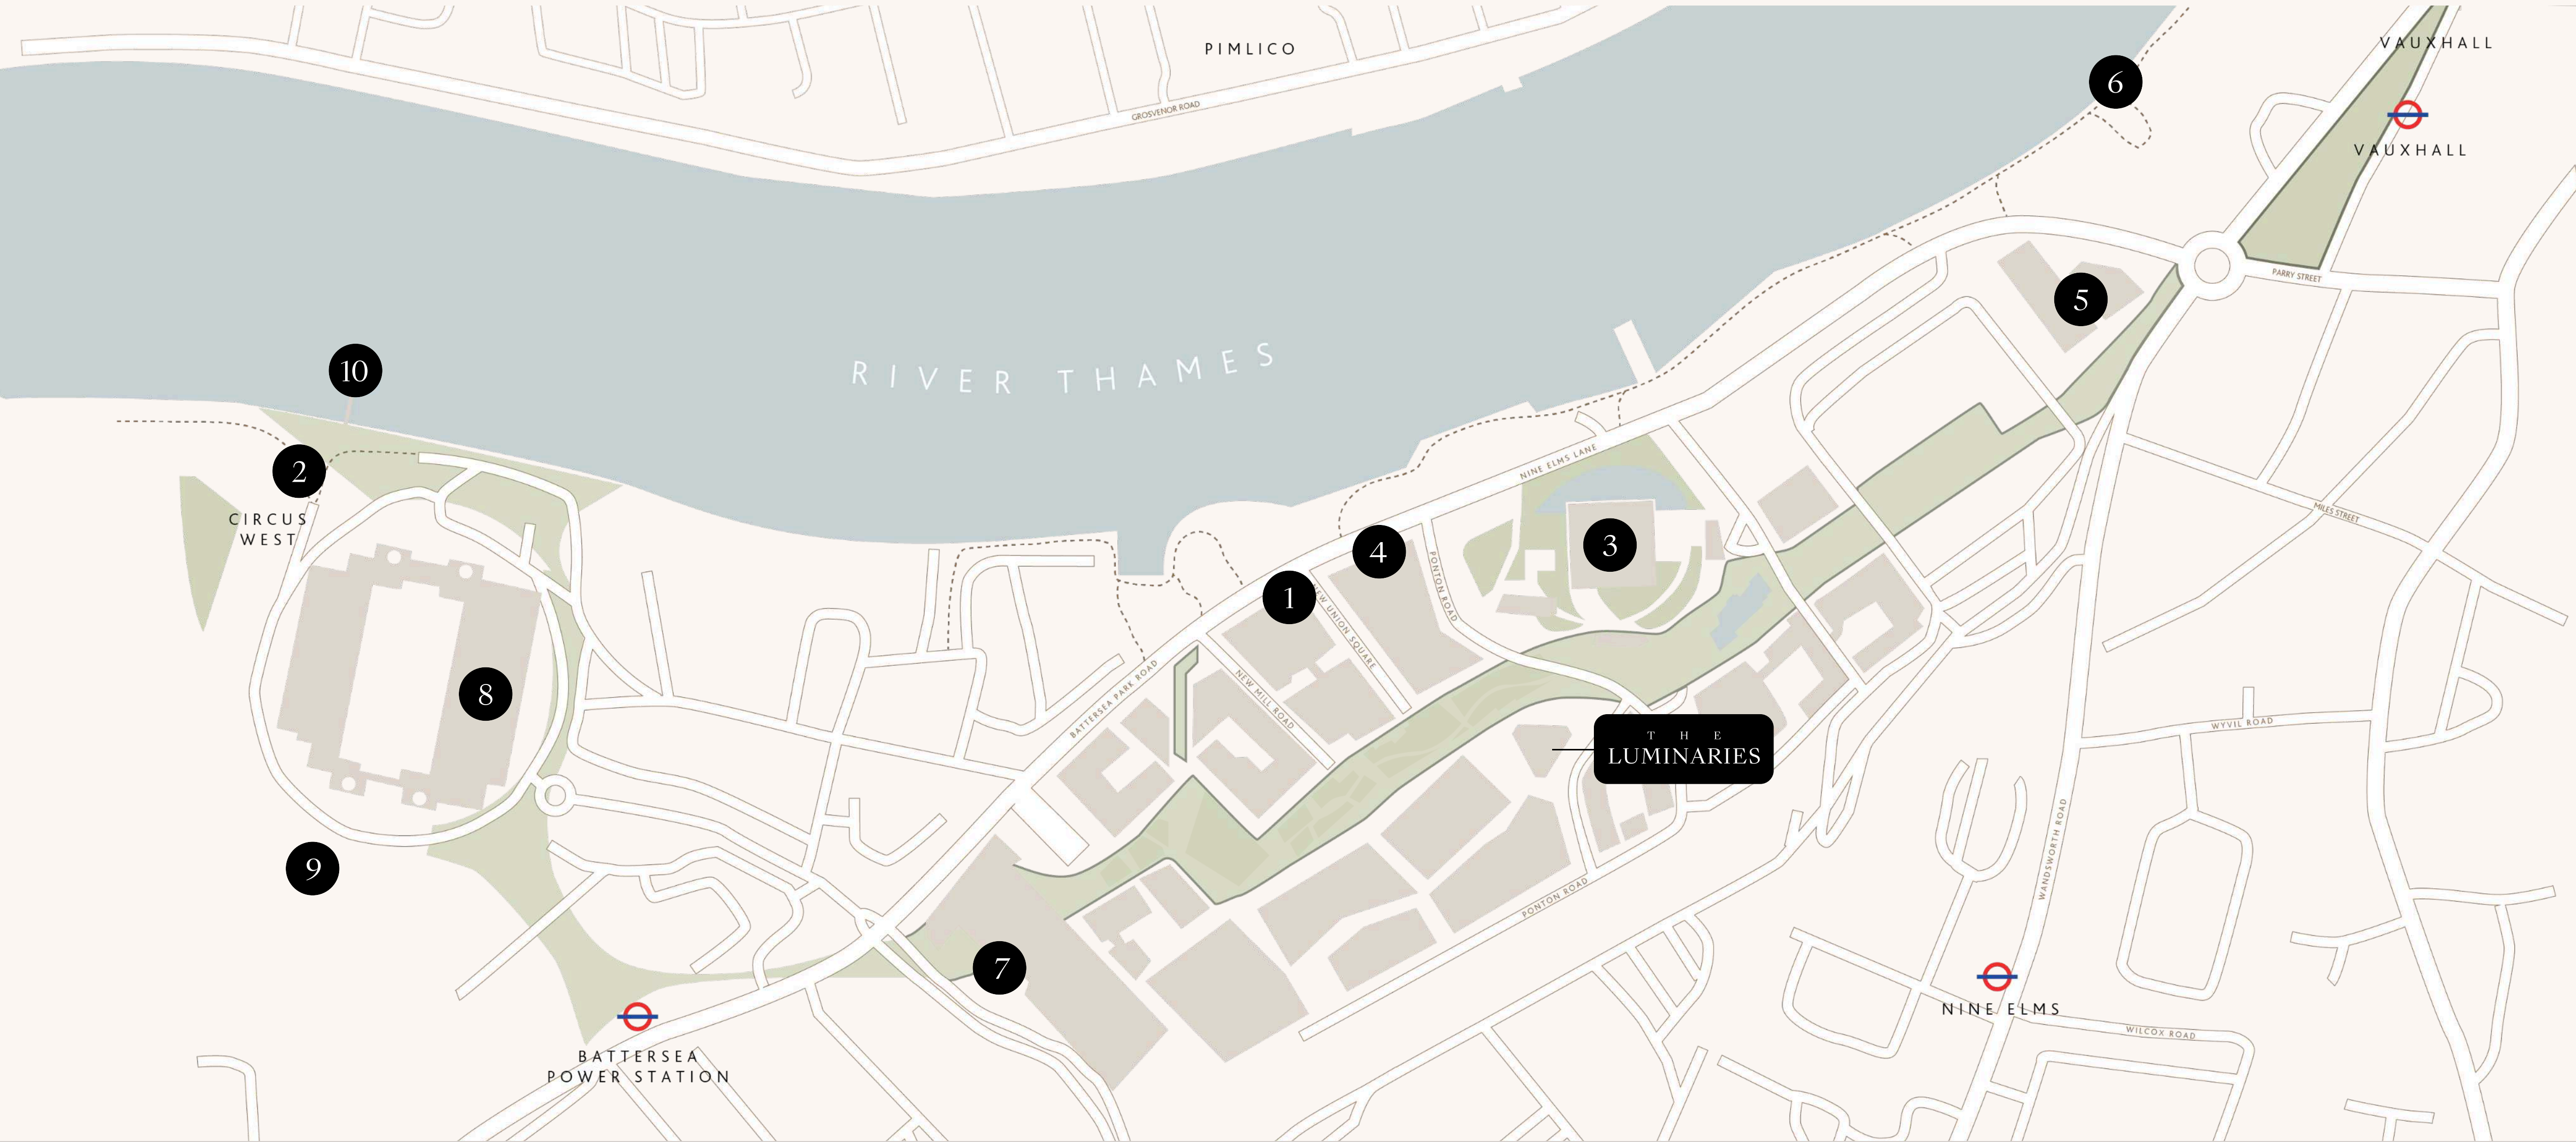 PIMLICO
VAUXHALL
6
GROSVENOR ROAD
VAUXHALL
PARRY STREET
5
RIVER THAMES
10
2
CIRCUS
WEST
NINE ELMS LANE
MILES STREET
3
4
1
PONTON ROAD
NEW UNION SQUARE
NEW MILL ROAD
BATTERSEA PARK ROAD
8
THE
LUMINARIES
WYVIL ROAD
WANDSWORTH ROAD
9
PONTON ROAD
7
NINE ELMS
WILCOX ROAD
BATTERSEA
POWER STATION